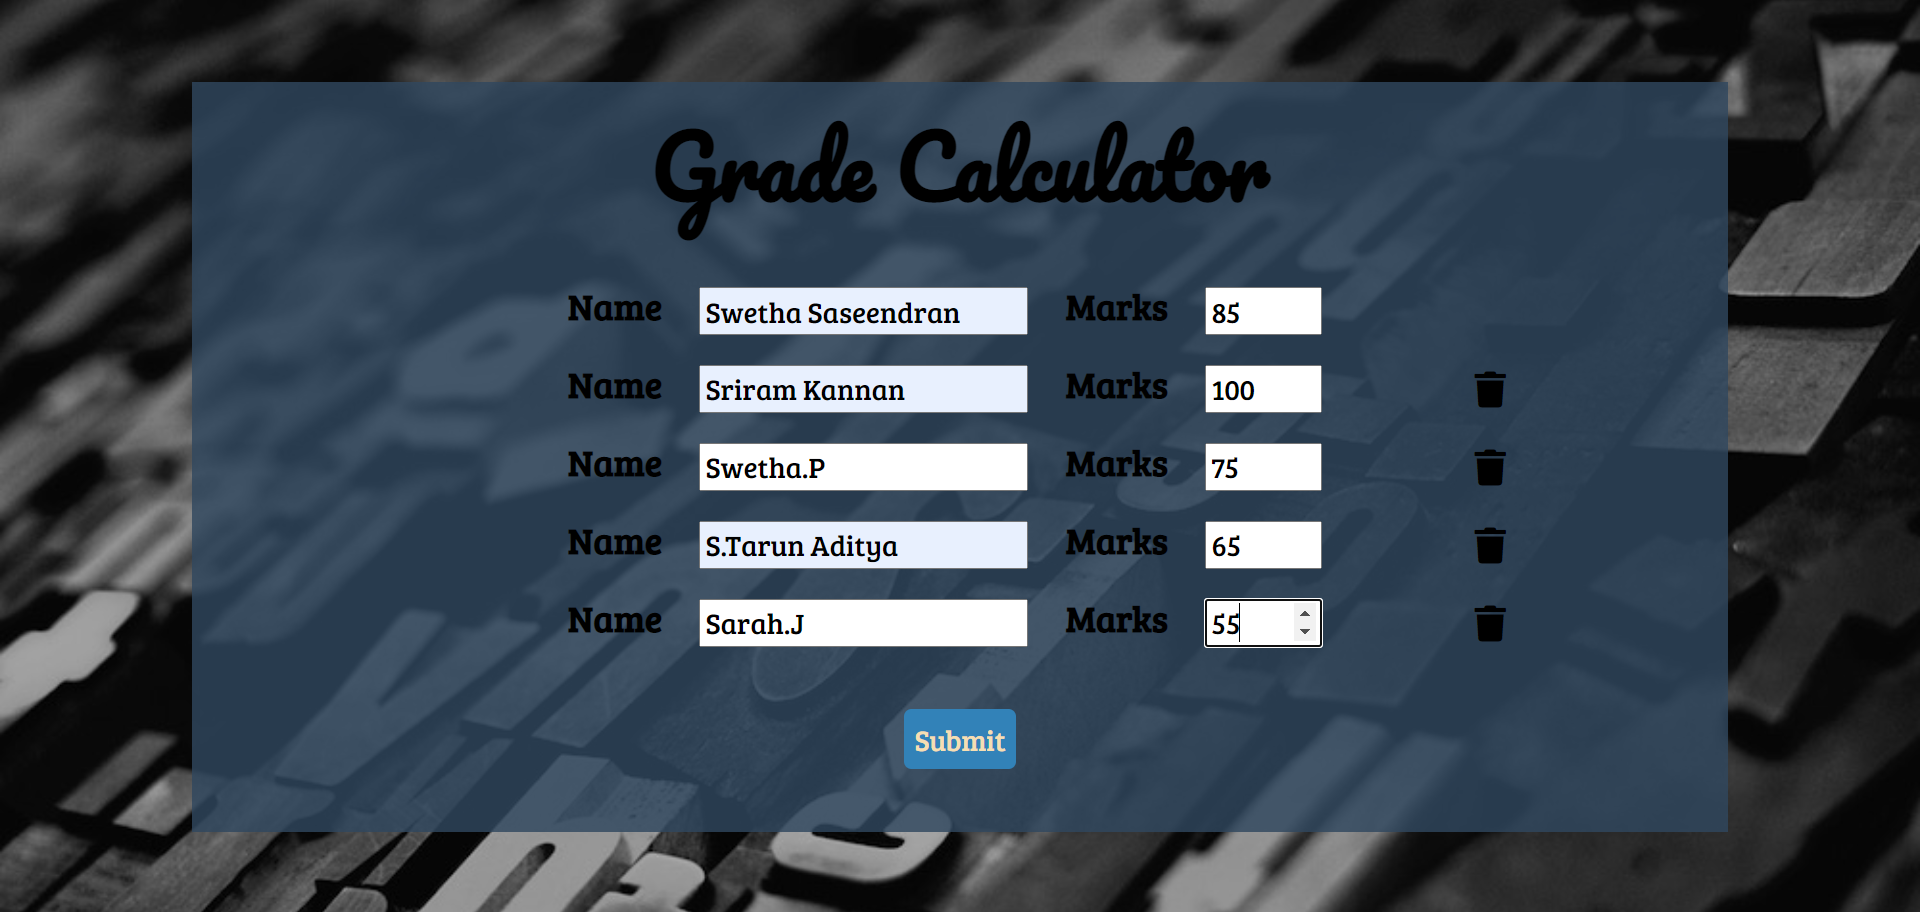 Grade Calculator
Name Swetha Saseendran Marks 85
Name Sriram Kannan Marks 100
Name Swetha.P Marks 75
Name S.Tarun Aditya Marks 65
Name Sarah.J Marks 55
Submit